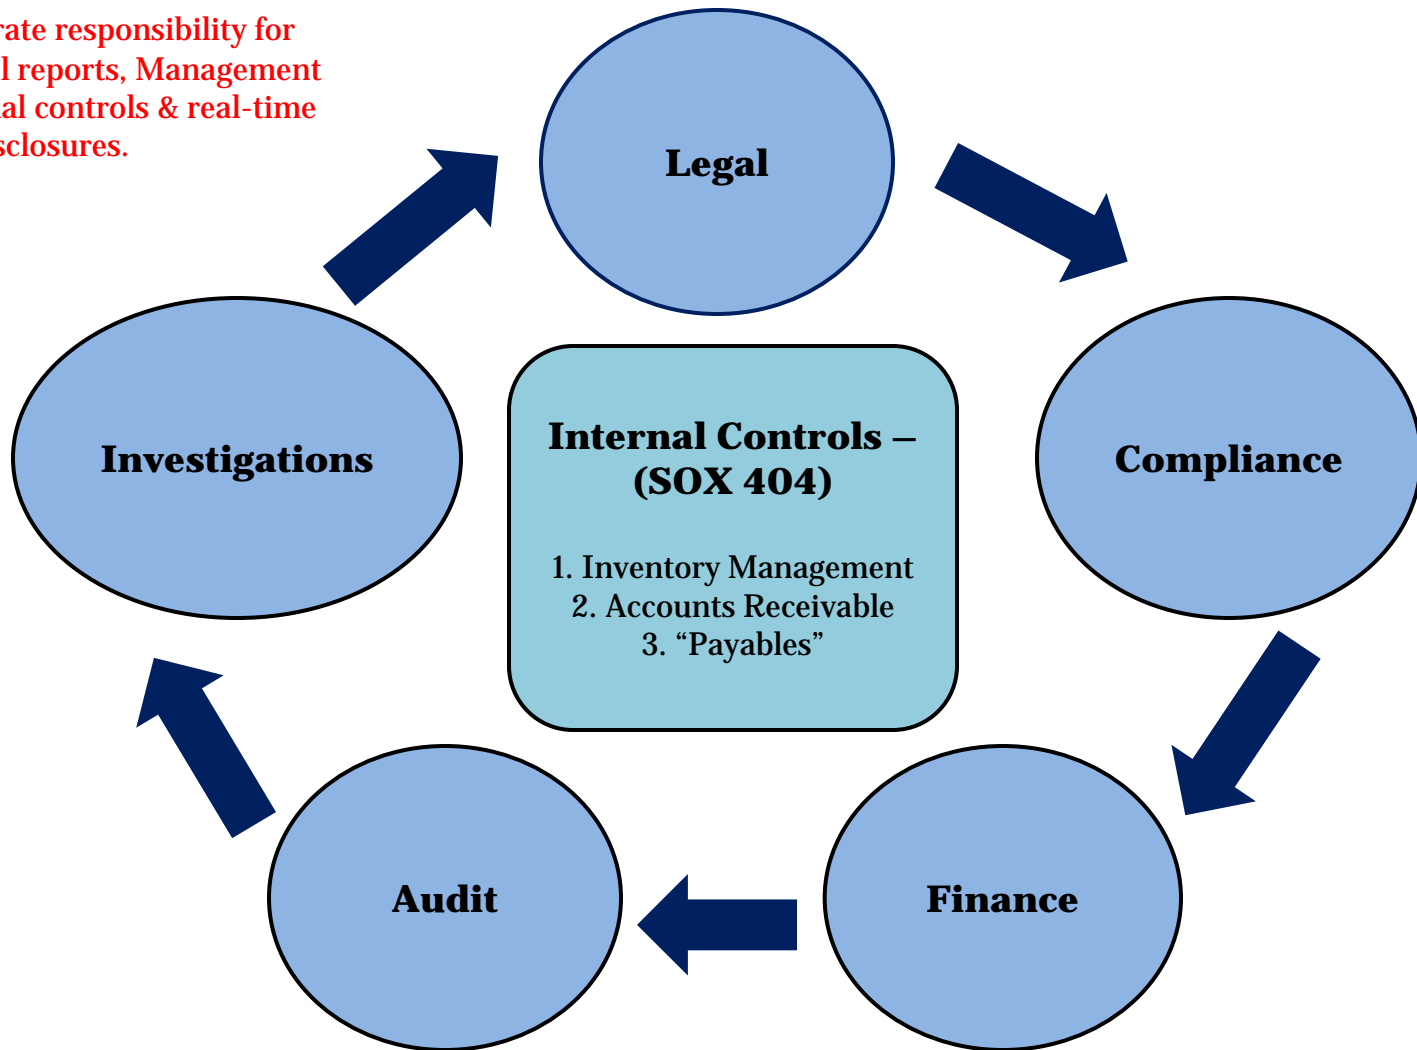 rate responsibility for
l reports, Management
al controls & real-time
sclosures.
Legal
Investigations
Internal Controls –
(SOX 404)
Compliance
1. Inventory Management
2. Accounts Receivable
3. “Payables”
Audit
Finance